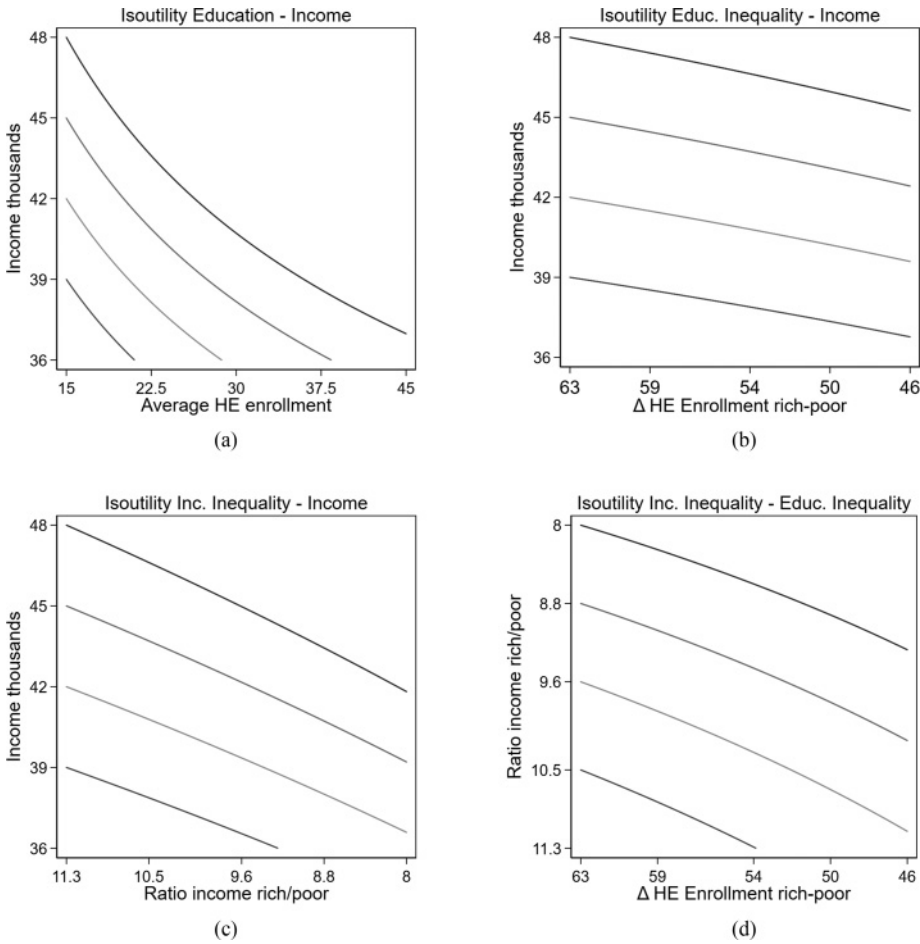 Isoutility Education - Income
Income thousands
48
45
42
39
36
15 22.5 30 37.5 45
Average HE enrollment
(a)
Isoutility Educ. Inequality - Income
Income thousands
48
45
42
39
36
63 59 54 50 46
Δ HE Enrollment rich-poor
(b)
Isoutility Inc. Inequality - Income
Income thousands
48
45
42
39
36
11.3 10.5 9.6 8.8 8
Ratio income rich/poor
(c)
Isoutility Inc. Inequality - Educ. Inequality
Ratio income rich/poor
8
8.8
9.6
10.5
11.3
63 59 54 50 46
Δ HE Enrollment rich-poor
(d)